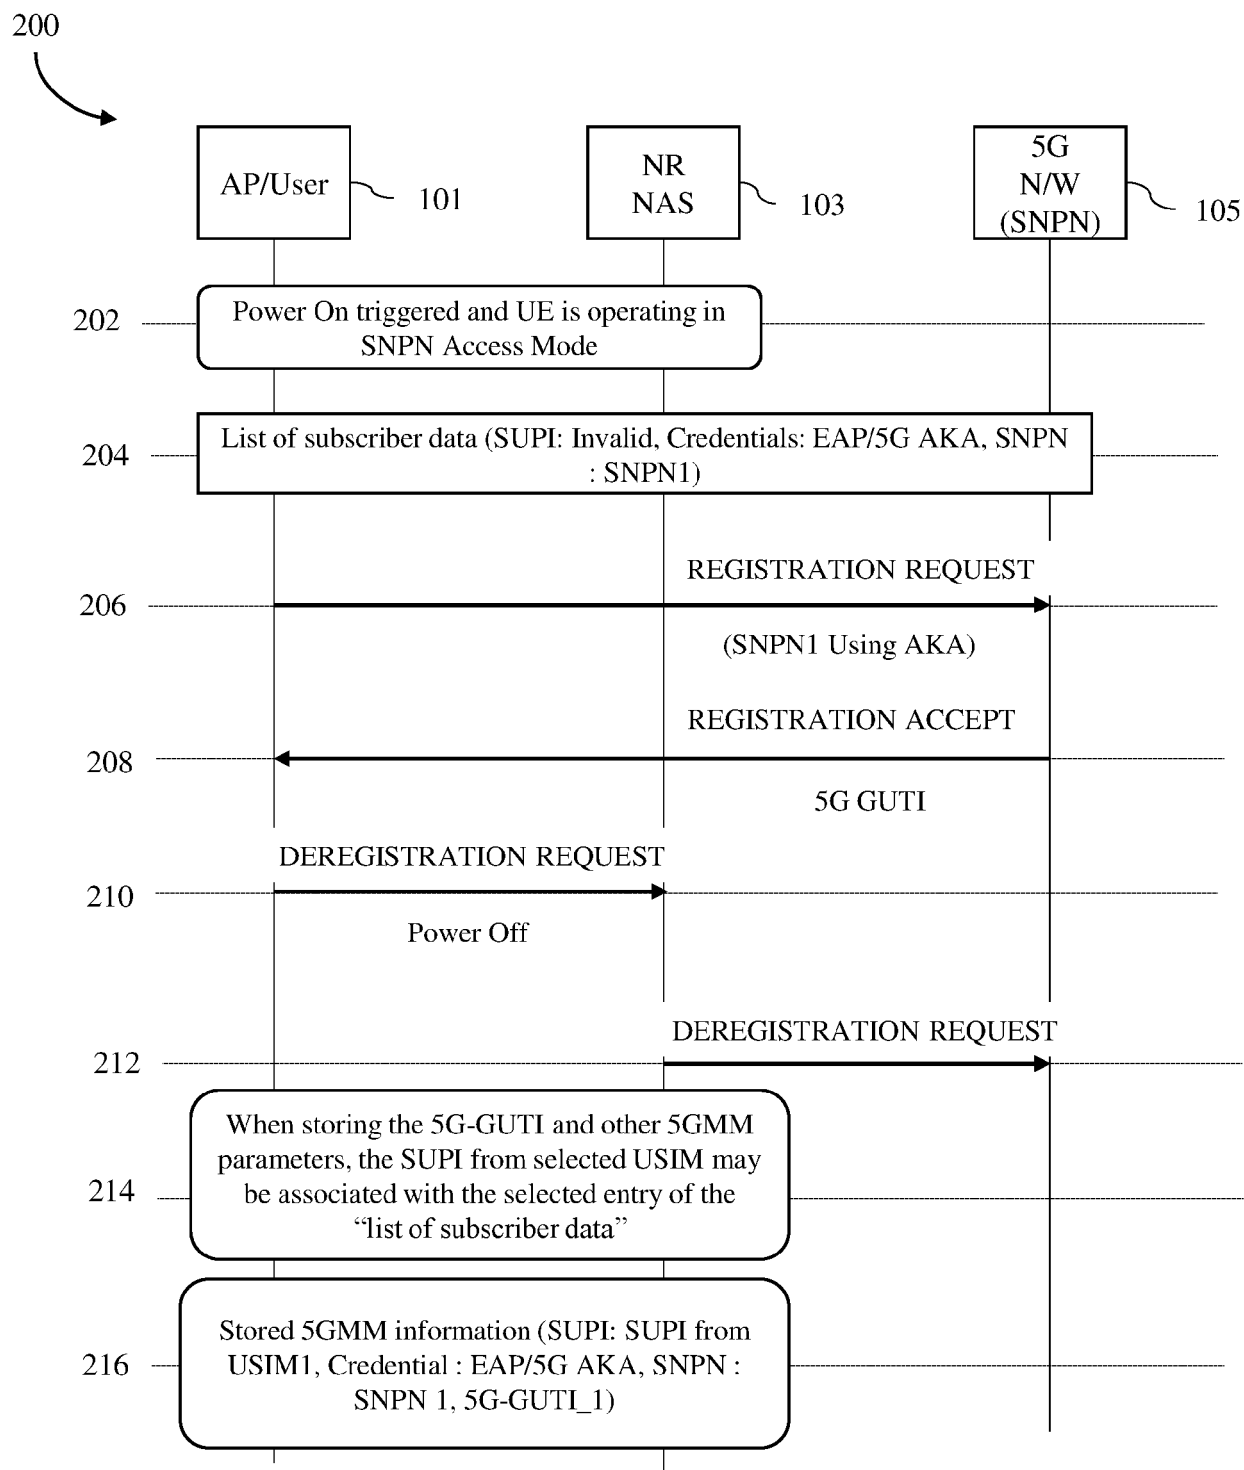 200
AP/User
101
NR
NAS
103
5G
N/W
(SNPN)
105
202
Power On triggered and UE is operating in
SNPN Access Mode
204
List of subscriber data (SUPI: Invalid, Credentials: EAP/5G AKA, SNPN
: SNPN1)
REGISTRATION REQUEST
206
(SNPN1 Using AKA)
REGISTRATION ACCEPT
208
5G GUTI
DEREGISTRATION REQUEST
210
Power Off
DEREGISTRATION REQUEST
212
When storing the 5G-GUTI and other 5GMM
parameters, the SUPI from selected USIM may
be associated with the selected entry of the
“list of subscriber data”
214
Stored 5GMM information (SUPI: SUPI from
USIM1, Credential : EAP/5G AKA, SNPN :
SNPN 1, 5G-GUTI_1)
216